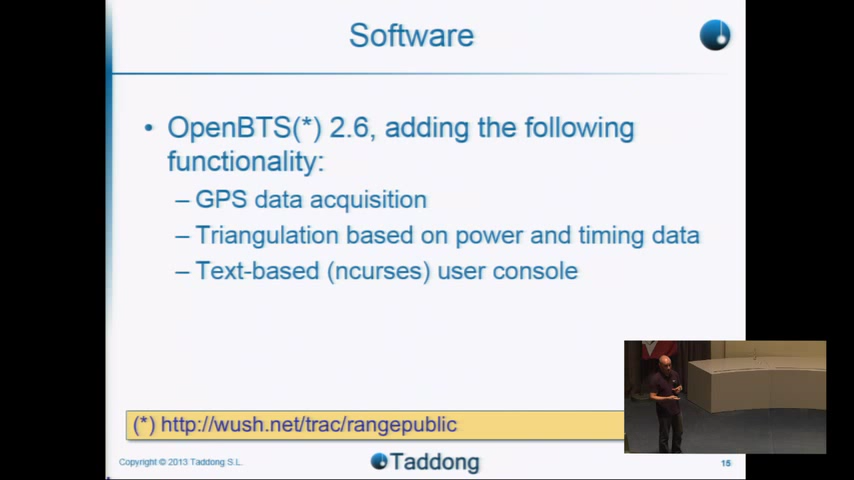 Software
• OpenBTS(*) 2.6, adding the following
functionality:
– GPS data acquisition
– Triangulation based on power and timing data
– Text-based (ncurses) user console
(*) http://wush.net/trac/rangepublic
Copyright © 2013 Taddong S.L.
Taddong
15